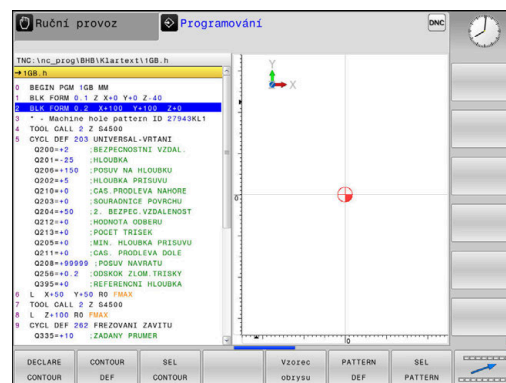 Ruční provoz
Programování
DNC
TNC:\nc_prog\BHB\Klartext\1GB.h
→1GB.h
0 BEGIN PGM 1GB MM
1 BLK FORM 0.1 Z X+0 Y+0 Z-40
2 BLK FORM 0.2 X+100 Y+100 Z+0
3 * - Machine hole pattern ID 27943KL1
4 TOOL CALL 2 Z S4500
5 CYCL DEF 203 UNIVERSAL-VRTANI
Q200=+2 ;BEZPECNOSTNI VZDAL.
Q201=-25 ;HLOUBKA
Q206=+150 ;POSUV NA HLOUBKU
Q202=+5 ;HLOUBKA PRISUVU
Q210=+0 ;CAS.PRODLEVA NAHORE
Q203=+0 ;SOURADNICE POVRCHU
Q204=+50 ;2. BEZPEC.VZDALENOST
Q212=+0 ;HODNOTA ODBERU
Q213=+0 ;POCET TRISEK
Q205=+0 ;MIN. HLOUBKA PRISUVU
Q211=+0 ;CAS. PRODLEVA DOLE
Q208=+99999 ;POSUV NAVRATU
Q256=+0.2 ;ODSKOK ZLOM.TRISKY
Q395=+0 ;REFERENCNI HLOUBKA
6 L X+50 Y+50 R0 FMAX
7 TOOL CALL 2 Z S4500
8 L Z+100 R0 FMAX
9 CYCL DEF 262 FREZOVANI ZAVITU
Q335=+10 ;ZADANY PRUMER
Y
X
0
0
DECLARE CONTOUR
CONTOUR DEF
SEL CONTOUR
Vzorec obrysu
PATTERN DEF
SEL PATTERN